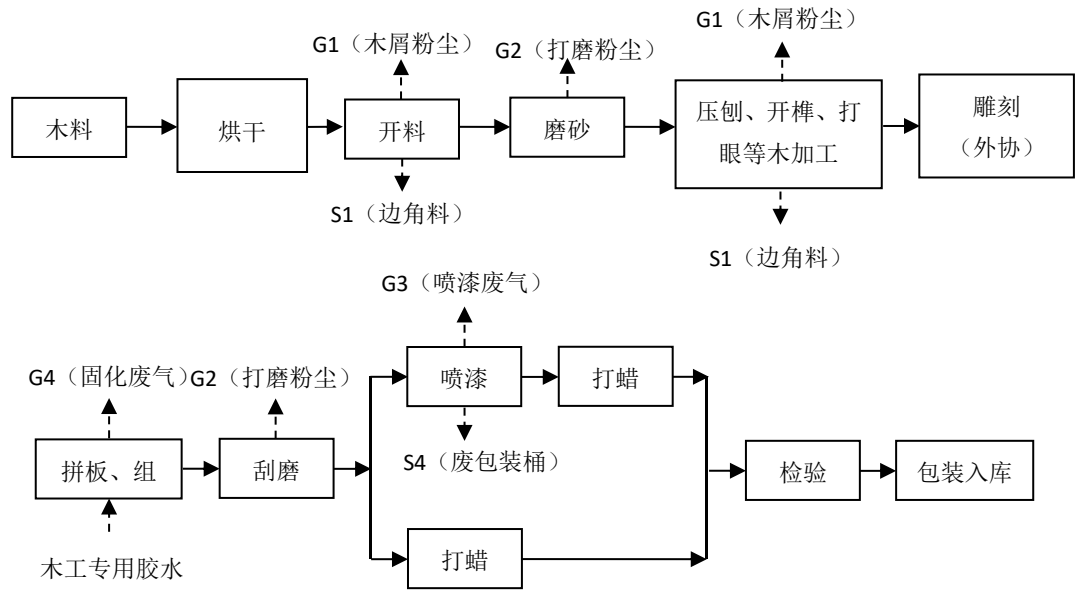 G1（木屑粉尘）
G2（打磨粉尘）
G1（木屑粉尘）
木料
烘干
开料
磨砂
压刨、开榫、打
眼等木加工
雕刻
（外协）
S1（边角料）
S1（边角料）
G3（喷漆废气）
G4（固化废气）
G2（打磨粉尘）
喷漆
打蜡
S4（废包装桶）
拼板、组
刮磨
检验
包装入库
打蜡
木工专用胶水